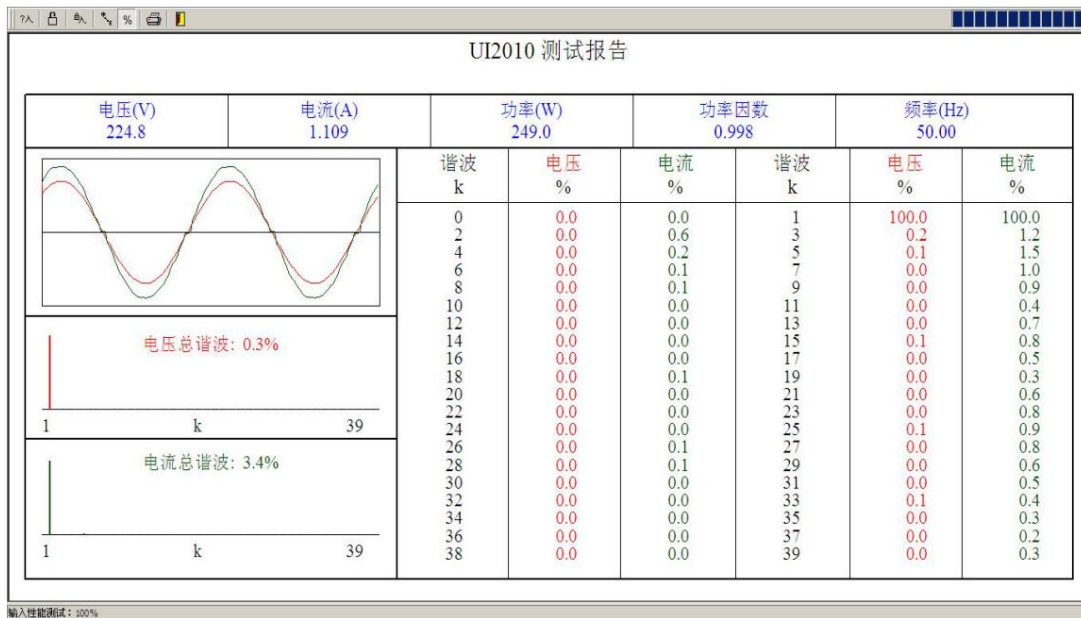 UI2010 测试报告
电压(V) 电流(A) 功率(W) 功率因数 频率(Hz)
224.8 1.109 249.0 0.998 50.00
谐波 电压 电流 谐波 电压 电流
k % % k % %
0 0.0 0.0 1 100.0 100.0
2 0.0 0.6 3 0.2 1.2
4 0.0 0.2 5 0.1 1.5
6 0.0 0.1 7 0.0 1.0
8 0.0 0.1 9 0.0 0.9
10 0.0 0.0 11 0.0 0.4
12 0.0 0.0 13 0.0 0.7
14 0.0 0.0 15 0.1 0.8
16 0.0 0.0 17 0.0 0.5
18 0.0 0.1 19 0.0 0.3
20 0.0 0.0 21 0.0 0.6
22 0.0 0.0 23 0.0 0.8
24 0.0 0.0 25 0.1 0.9
26 0.0 0.1 27 0.0 0.8
28 0.0 0.1 29 0.0 0.6
30 0.0 0.0 31 0.0 0.5
32 0.0 0.0 33 0.1 0.4
34 0.0 0.0 35 0.0 0.3
36 0.0 0.0 37 0.0 0.2
38 0.0 0.0 39 0.0 0.3
电压总谐波: 0.3%
1 k 39
电流总谐波: 3.4%
1 k 39
输入性能测试: 100%